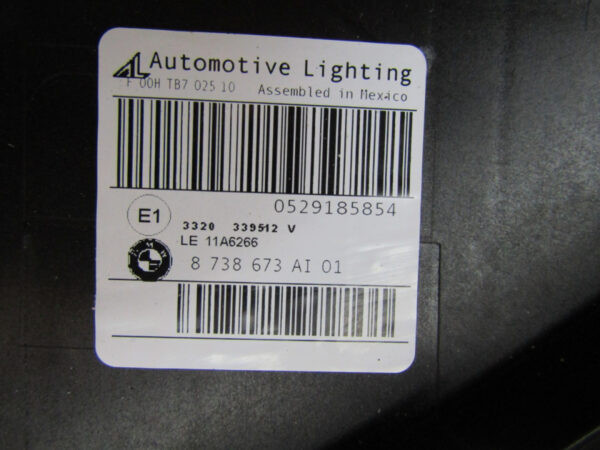 AL Automotive Lighting
F 00H TB7 025 10 Assembled in Mexico
0529185854
E1
3320 339512 V
LE 11A6266
8 738 673 AI 01